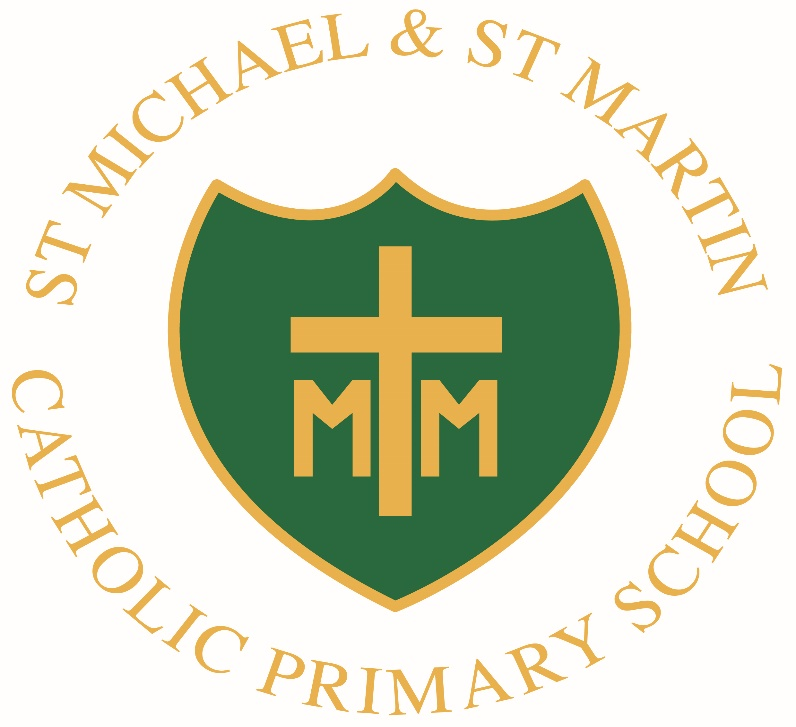 ST MICHAEL & ST MARTIN
M M
CATHOLIC PRIMARY SCHOOL